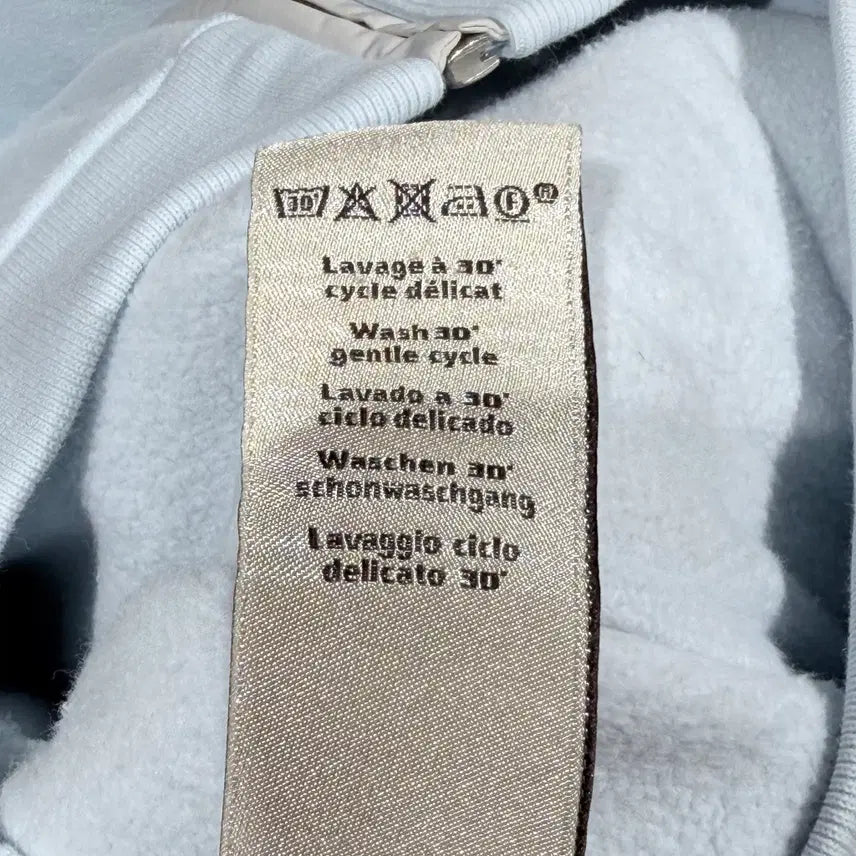 30°
F
Lavage à 30°
cycle délicat
Wash 30°
gentle cycle
Lavado a 30°
ciclo delicado
Waschen 30°
schonwaschgang
Lavaggio ciclo
delicato 30°